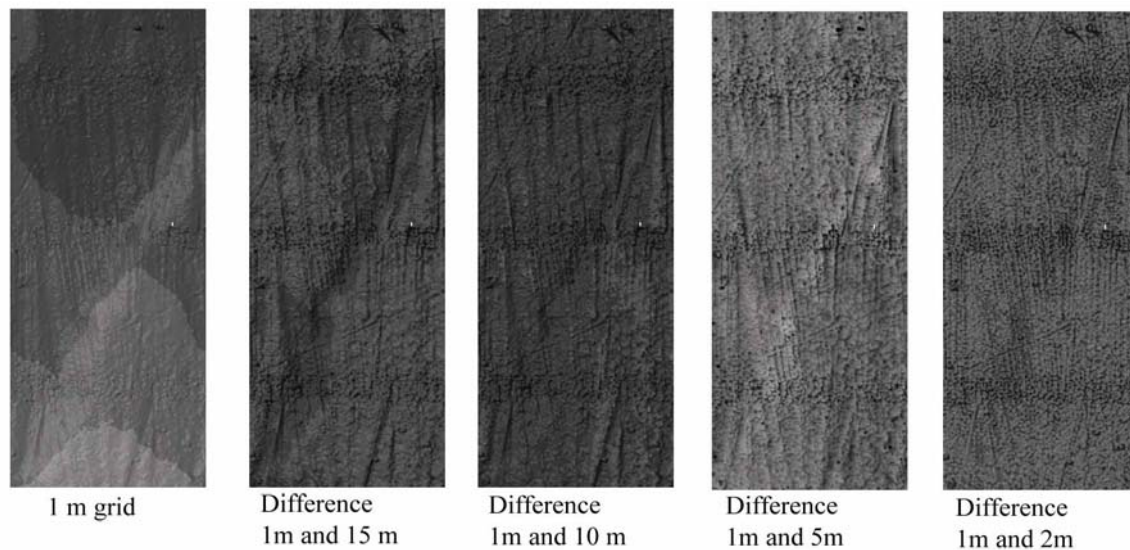 1 m grid
Difference
1m and 15 m
Difference
1m and 10 m
Difference
1m and 5m
Difference
1m and 2m